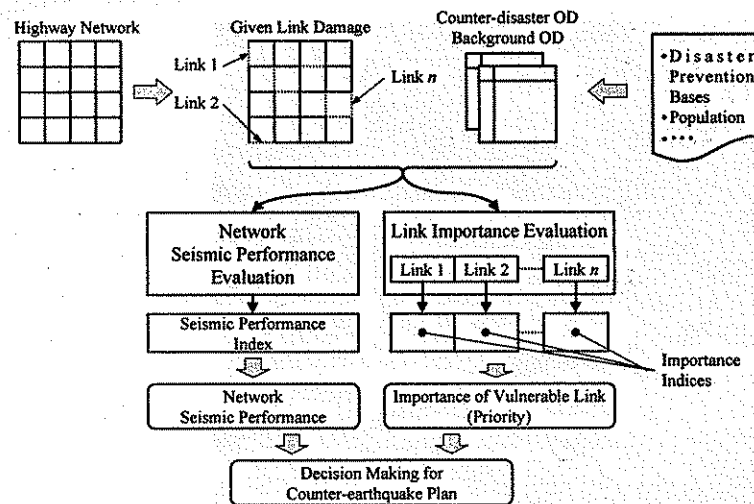 Highway Network
Given Link Damage
Counter-disaster OD
Background OD
Link 1
Link 2
Link n
•Disaster
Prevention
Bases
•Population
•····
Network
Seismic Performance
Evaluation
Link Importance Evaluation
Link 1
Link 2
Link n
Seismic Performance
Index
Importance
Indices
Network
Seismic Performance
Importance of Vulnerable Link
(Priority)
Decision Making for
Counter-earthquake Plan